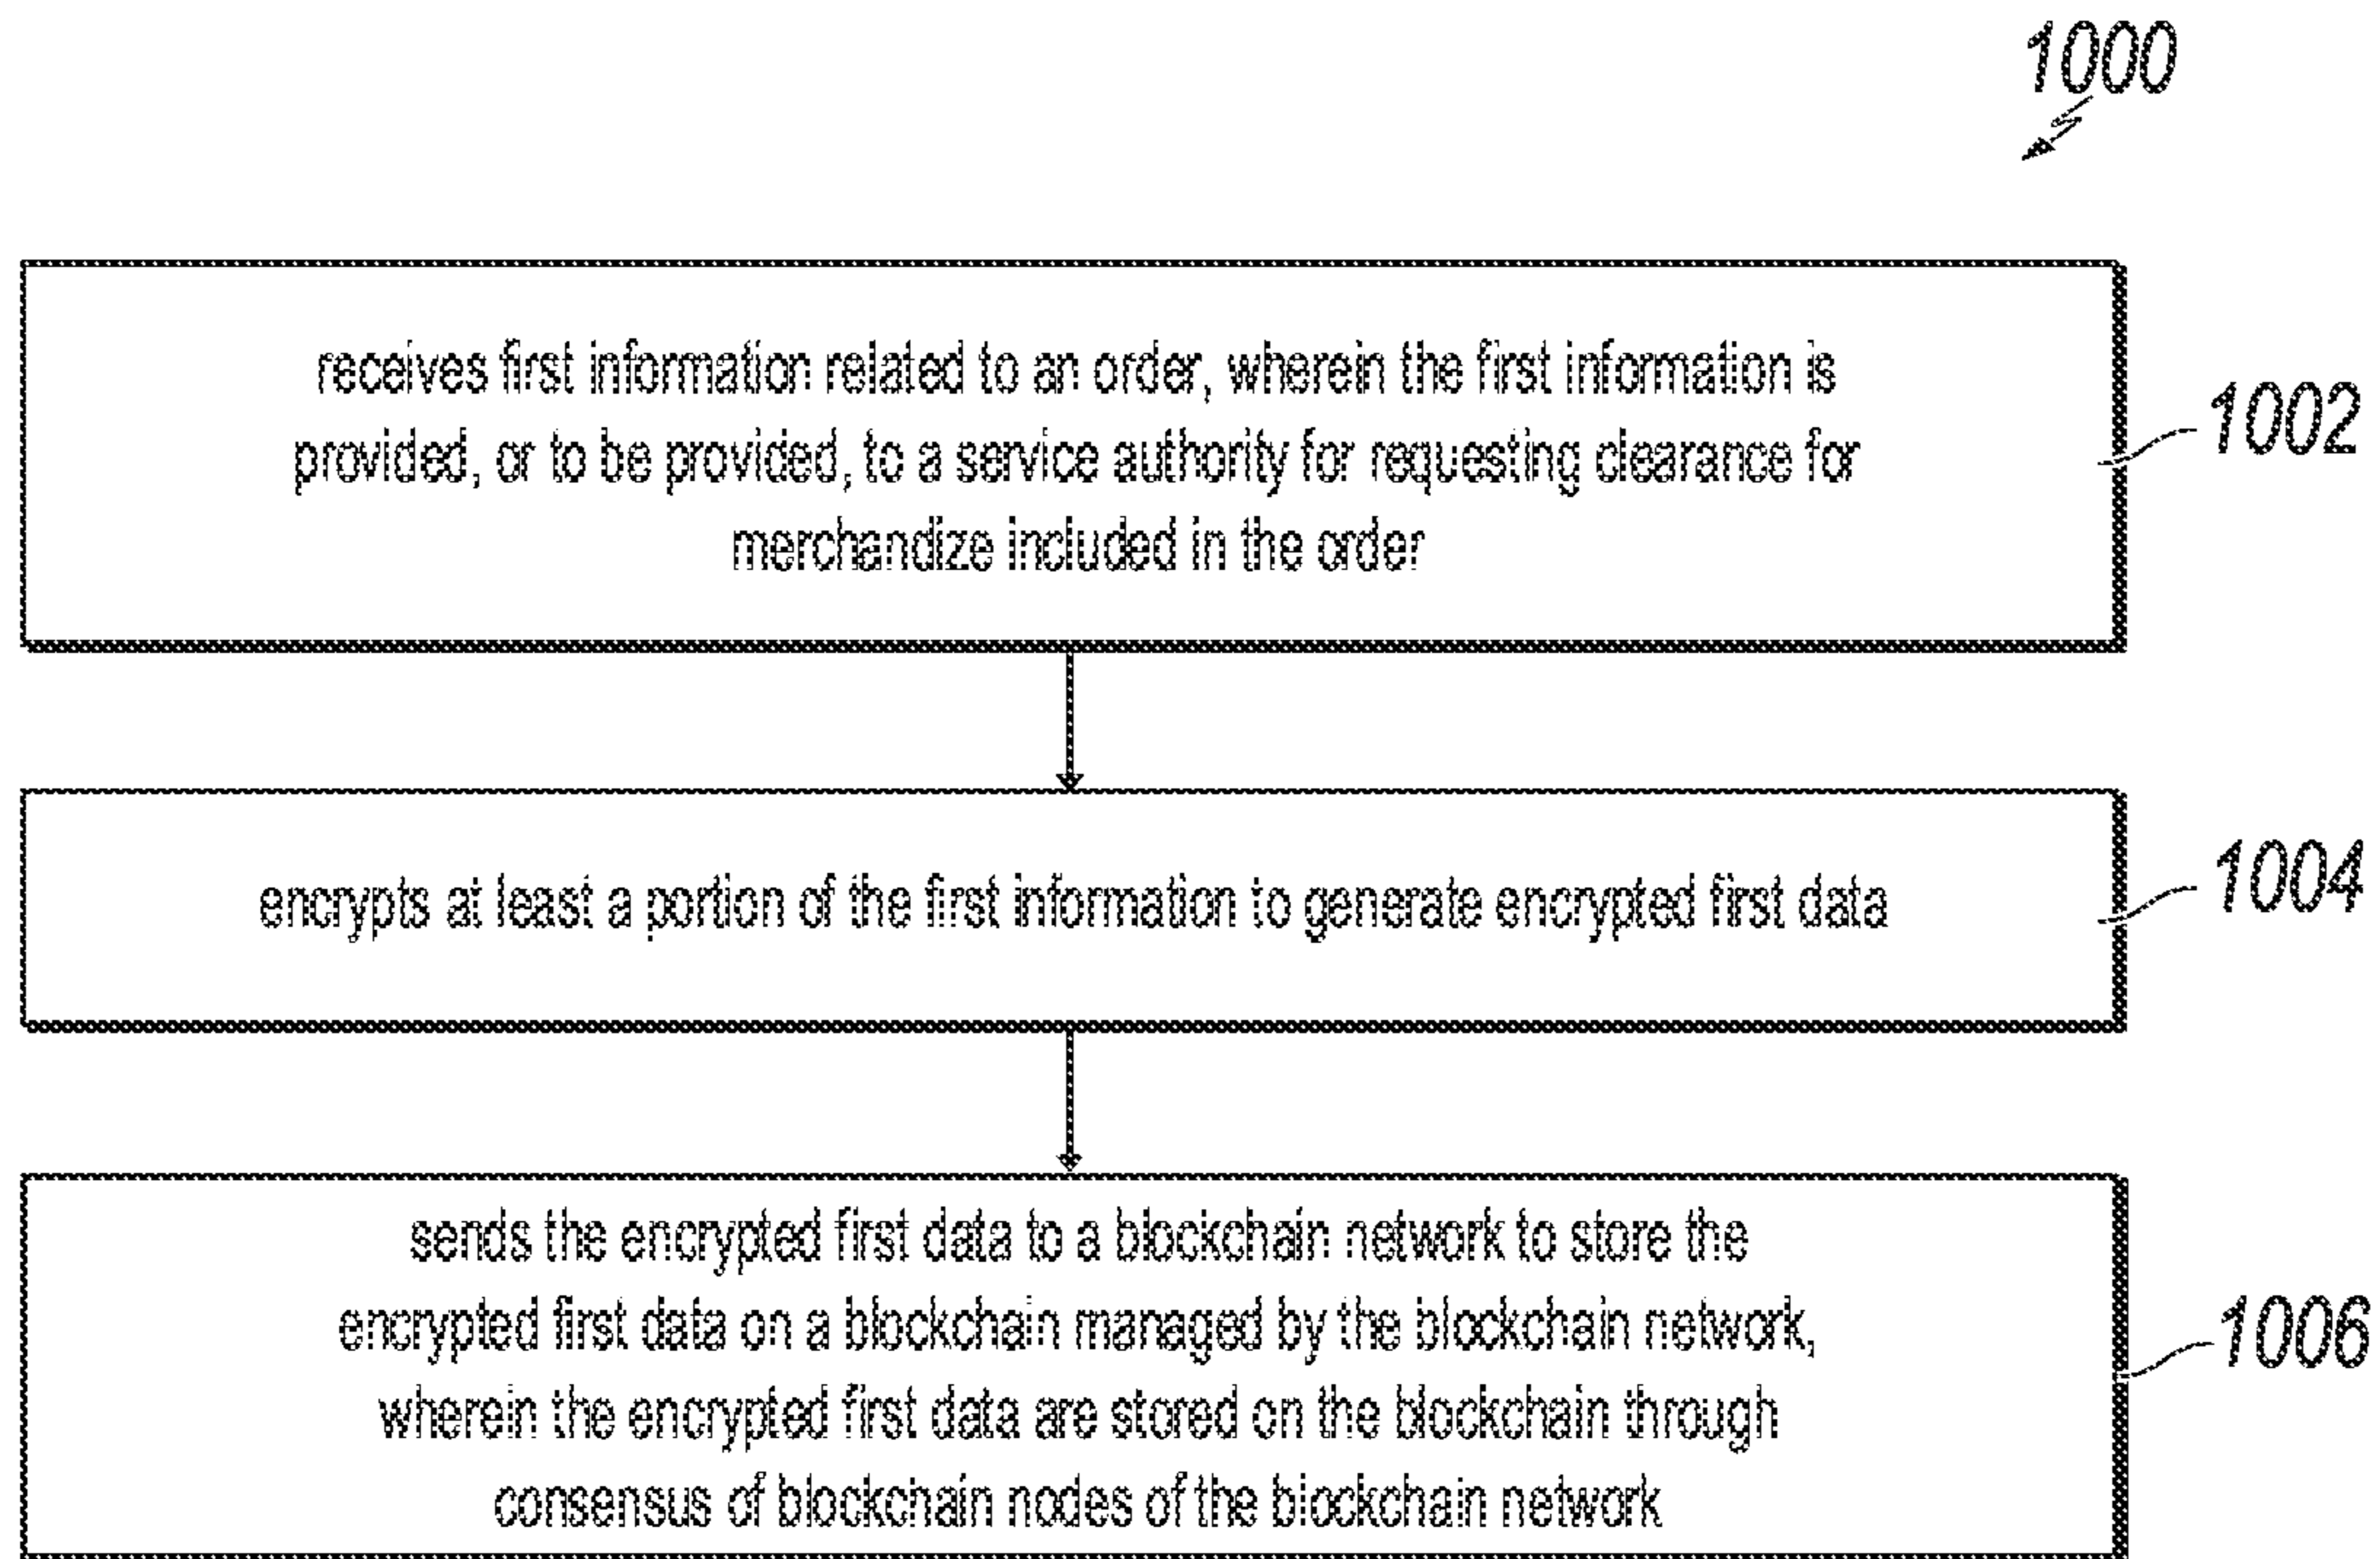 1000
receives first information related to an order, wherein the first information is
provided, or to be provided, to a service authority for requesting clearance for
merchandize included in the order
1002
encrypts at least a portion of the first information to generate encrypted first data
1004
sends the encrypted first data to a blockchain network to store the
encrypted first data on a blockchain managed by the blockchain network,
wherein the encrypted first data are stored on the blockchain through
consensus of blockchain nodes of the blockchain network
1006